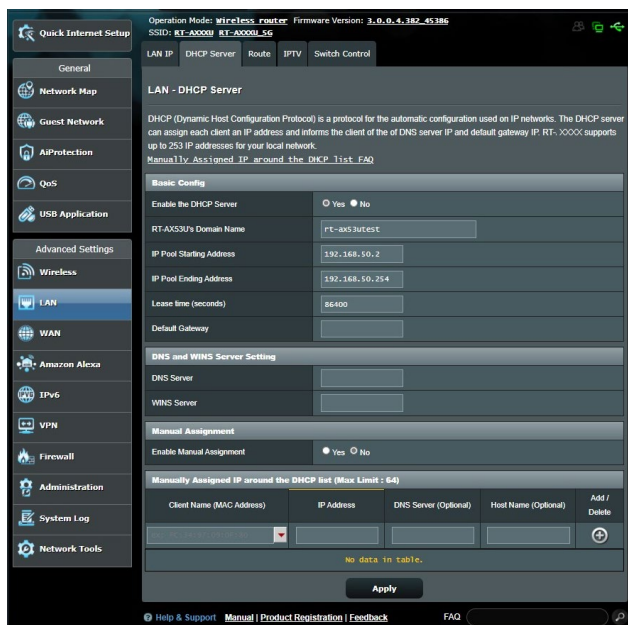 Quick Internet Setup
General
Network Map
Guest Network
AiProtection
QoS
USB Application
Advanced Settings
Wireless
LAN
WAN
Amazon Alexa
IPv6
VPN
Firewall
Administration
System Log
Network Tools
Operation Mode: Wireless router Firmware Version: 3.0.0.4.382_45386
SSID: RT-AXXXU RT-AXXXU_5G
LAN IP DHCP Server Route IPTV Switch Control
LAN - DHCP Server
DHCP (Dynamic Host Configuration Protocol) is a protocol for the automatic configuration used on IP networks. The DHCP server
can assign each client an IP address and informs the client of the of DNS server IP and default gateway IP. RT-. XXXX supports
up to 253 IP addresses for your local network.
Manually Assigned IP around the DHCP list FAQ
Basic Config
Enable the DHCP Server Yes No
RT-AX53U's Domain Name rt-ax53utest
IP Pool Starting Address 192.168.50.2
IP Pool Ending Address 192.168.50.254
Lease time (seconds) 86400
Default Gateway
DNS and WINS Server Setting
DNS Server
WINS Server
Manual Assignment
Enable Manual Assignment Yes No
Manually Assigned IP around the DHCP list (Max Limit : 64)
Client Name (MAC Address) IP Address DNS Server (Optional) Host Name (Optional) Add / Delete
No data in table.
Apply
Help & Support Manual | Product Registration | Feedback FAQ